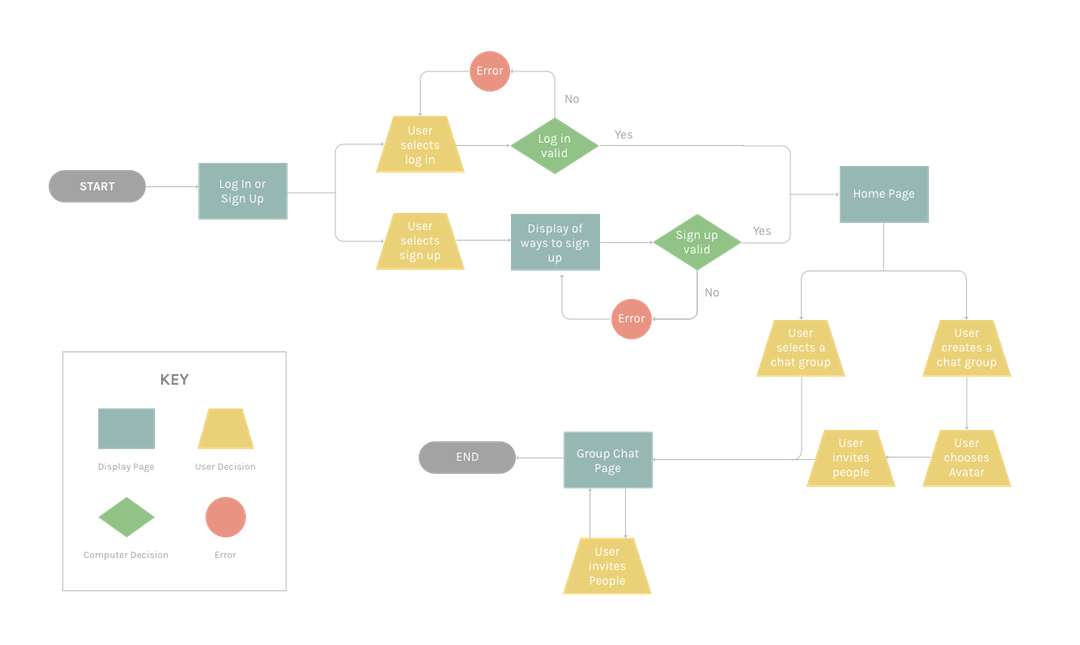 Error
No
User
selects
log in
Log in
valid
Yes
START
Log In or
Sign Up
Home Page
User
selects
sign up
Display of
ways to sign
up
Sign up
valid
Yes
No
Error
User
selects a
chat group
User
creates a
chat group
KEY
Display Page
User Decision
Computer Decision
Error
END
Group Chat
Page
User
invites
people
User
chooses
Avatar
User
invites
People